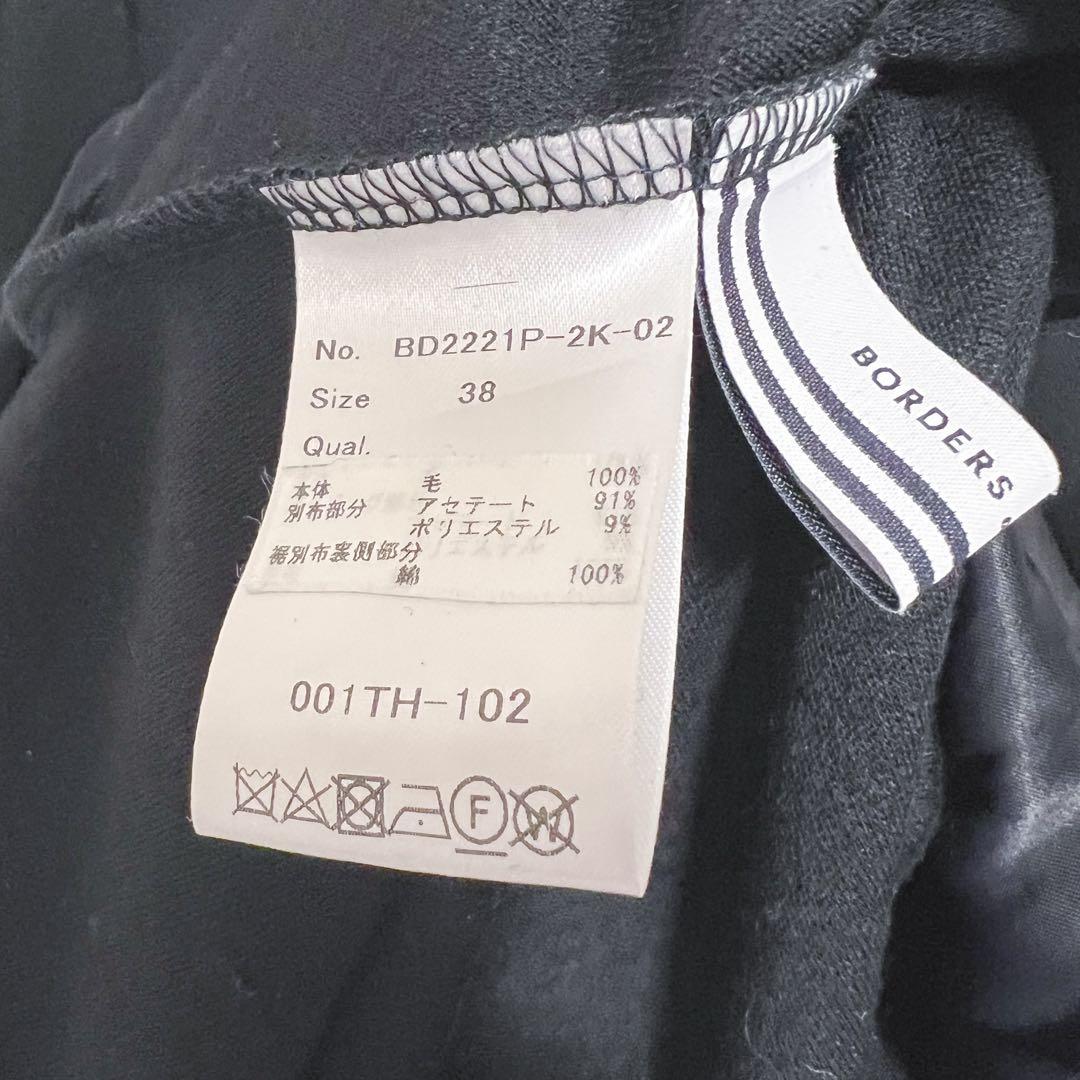 No. BD2221P-2K-02
Size 38
Qual.
本体 毛 100%
別布部分 アセテート 91%
ポリエステル 9%
裾別布裏側部分
綿 100%
001TH-102
F
W
BORDERS